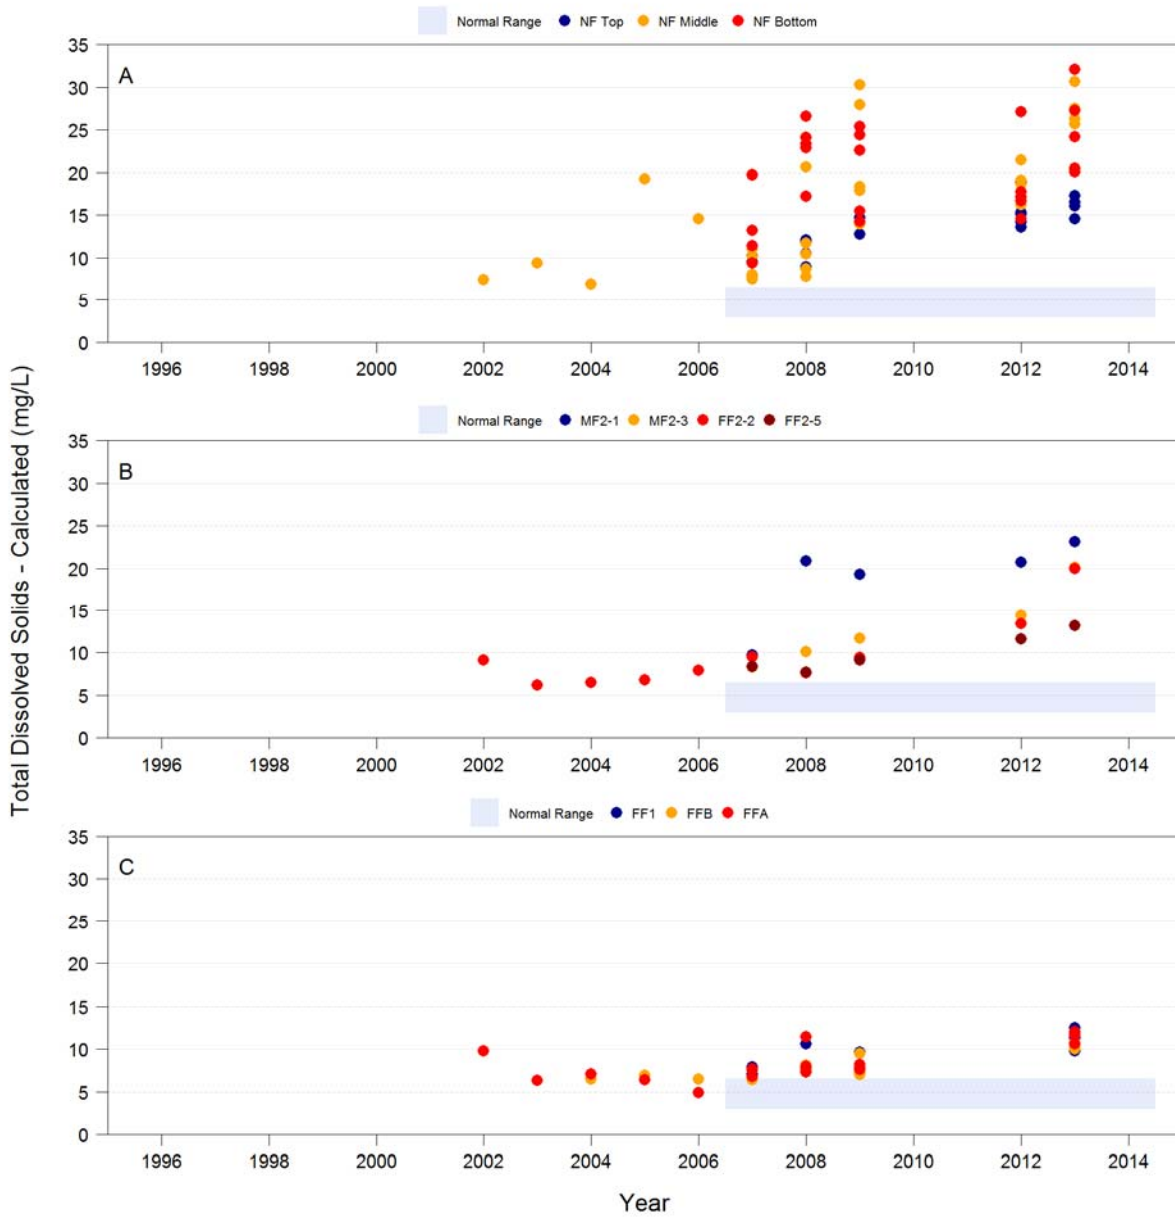 Normal Range NF Top NF Middle NF Bottom
A
35
30
25
20
15
10
5
0
1996 1998 2000 2002 2004 2006 2008 2010 2012 2014
Normal Range MF2-1 MF2-3 FF2-2 FF2-5
B
35
30
25
20
15
10
5
0
1996 1998 2000 2002 2004 2006 2008 2010 2012 2014
Normal Range FF1 FFB FFA
C
35
30
25
20
15
10
5
0
1996 1998 2000 2002 2004 2006 2008 2010 2012 2014
Total Dissolved Solids - Calculated (mg/L)
Year